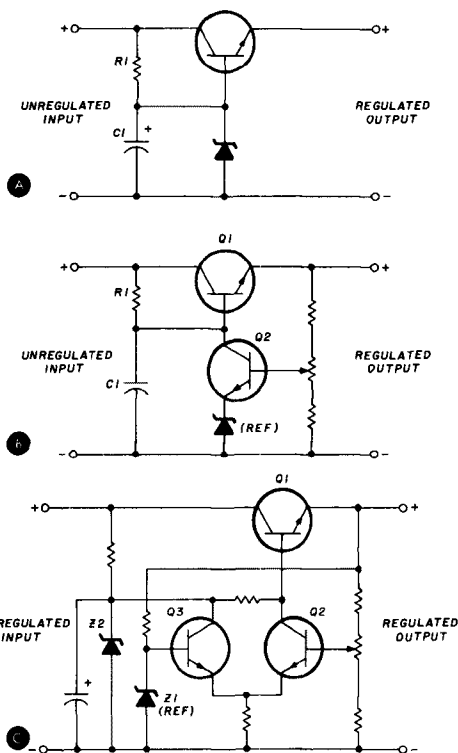 + +
R1
UNREGULATED
INPUT
REGULATED
OUTPUT
C1 +
A
- -
Q1
+ +
R1
Q2
UNREGULATED
INPUT
REGULATED
OUTPUT
C1
(REF)
B
- -
Q1
+ +
Q3 Q2
REGULATED
INPUT
Z2
REGULATED
OUTPUT
+
Z1
(REF)
C
- -